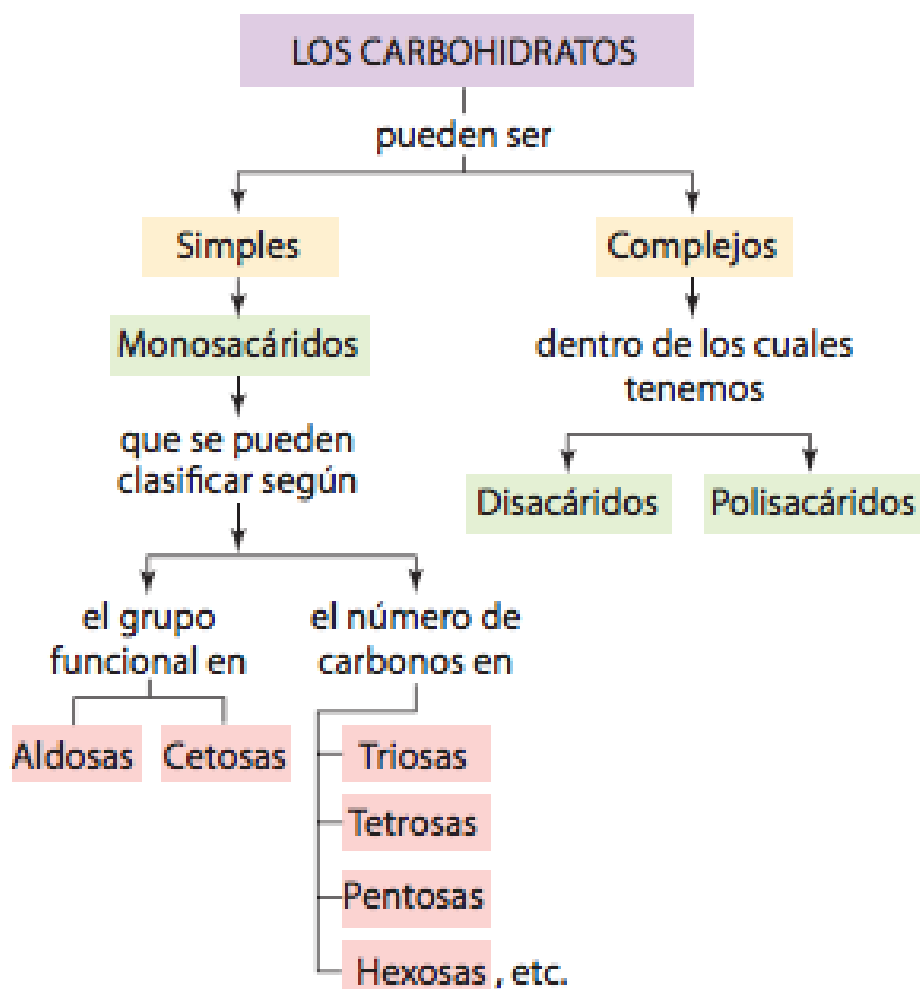 LOS CARBOHIDRATOS
pueden ser
Simples
Complejos
Monosacáridos
dentro de los cuales
tenemos
que se pueden
clasificar según
Disacáridos
Polisacáridos
el grupo
funcional en
el número de
carbonos en
Aldosas
Cetosas
Triosas
Tetrosas
Pentosas
Hexosas , etc.